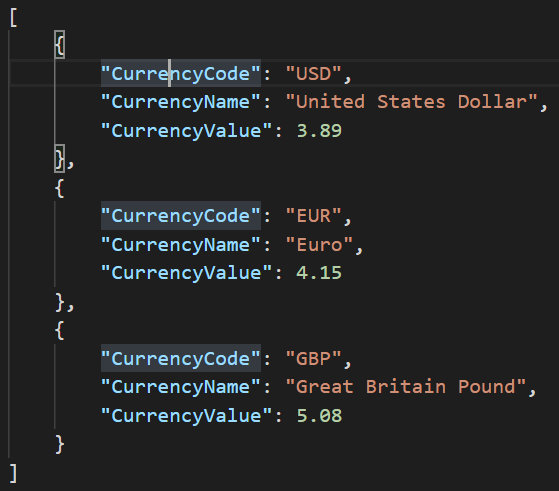 [
    {
        "CurrencyCode": "USD",
        "CurrencyName": "United States Dollar",
        "CurrencyValue": 3.89
    },
    {
        "CurrencyCode": "EUR",
        "CurrencyName": "Euro",
        "CurrencyValue": 4.15
    },
    {
        "CurrencyCode": "GBP",
        "CurrencyName": "Great Britain Pound",
        "CurrencyValue": 5.08
    }
]